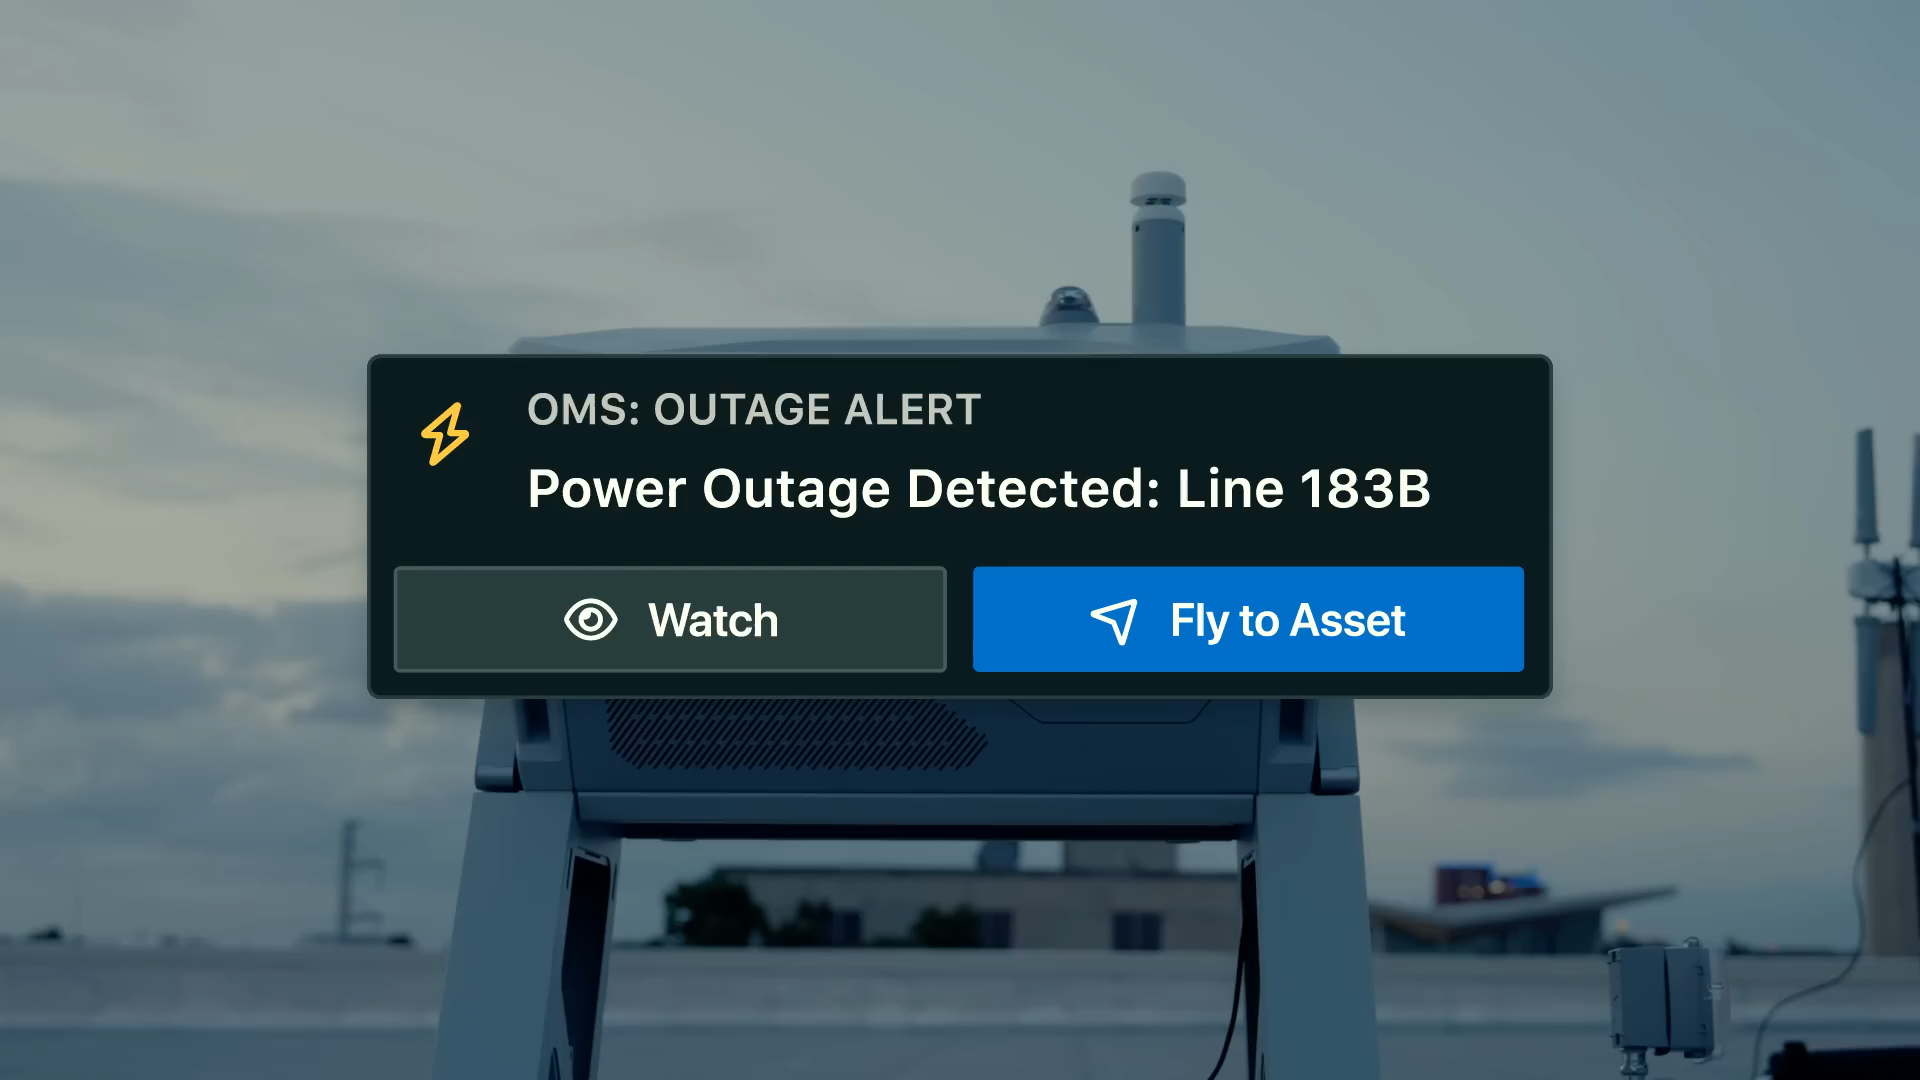 OMS: OUTAGE ALERT
Power Outage Detected: Line 183B
Watch
Fly to Asset